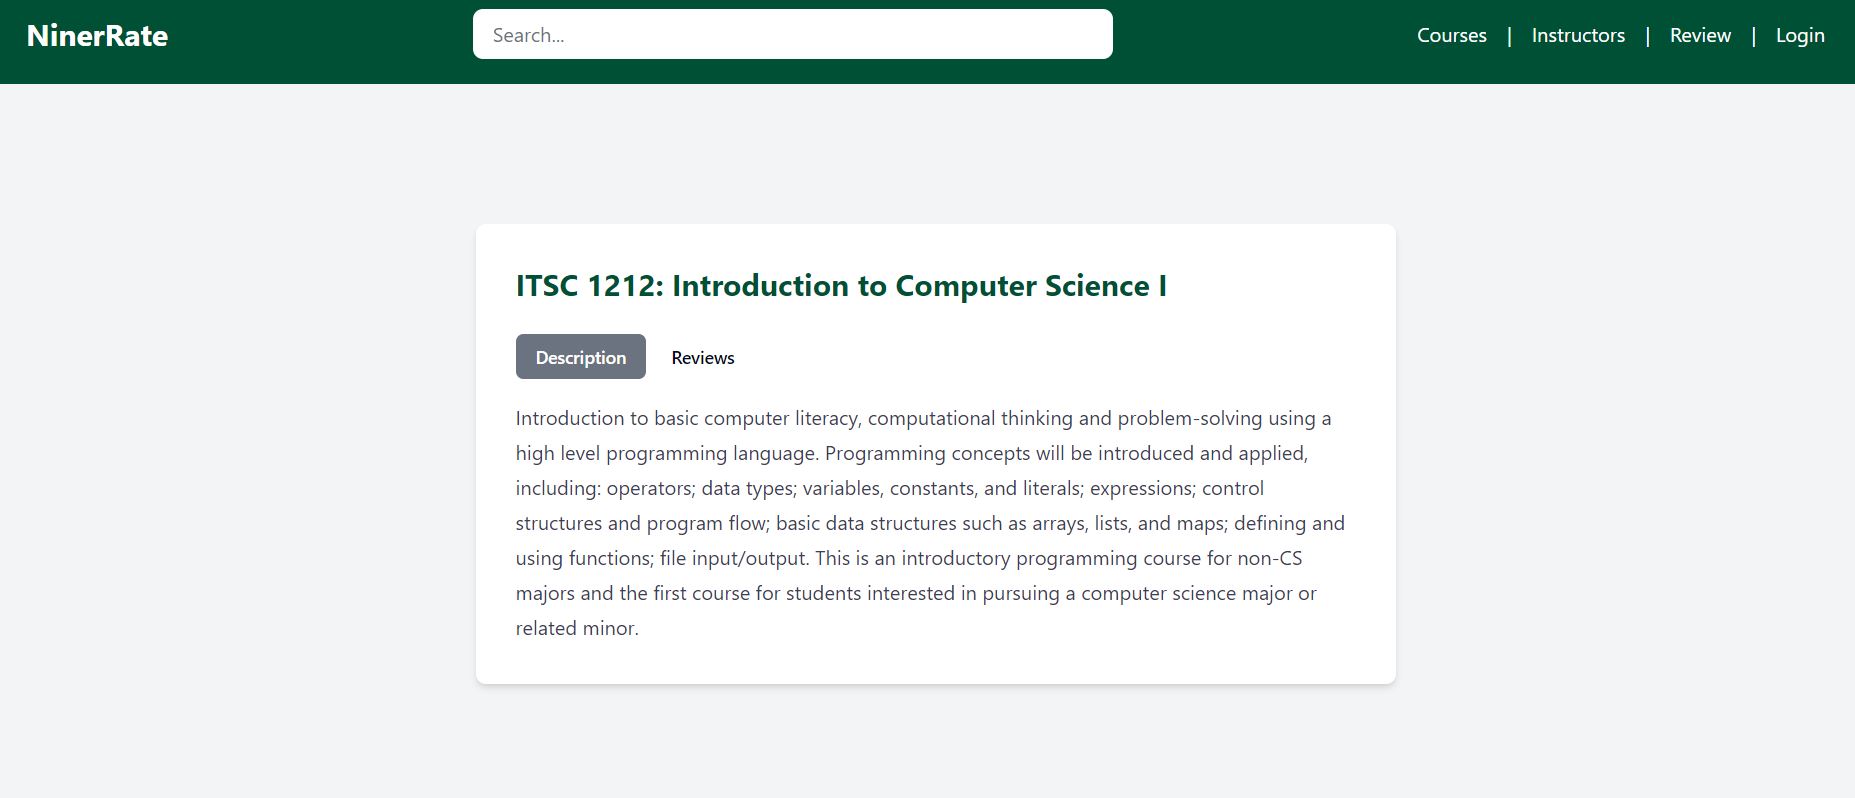 NinerRate
Search...
Courses | Instructors | Review | Login
ITSC 1212: Introduction to Computer Science I
Description Reviews
Introduction to basic computer literacy, computational thinking and problem-solving using a
high level programming language. Programming concepts will be introduced and applied,
including: operators; data types; variables, constants, and literals; expressions; control
structures and program flow; basic data structures such as arrays, lists, and maps; defining and
using functions; file input/output. This is an introductory programming course for non-CS
majors and the first course for students interested in pursuing a computer science major or
related minor.